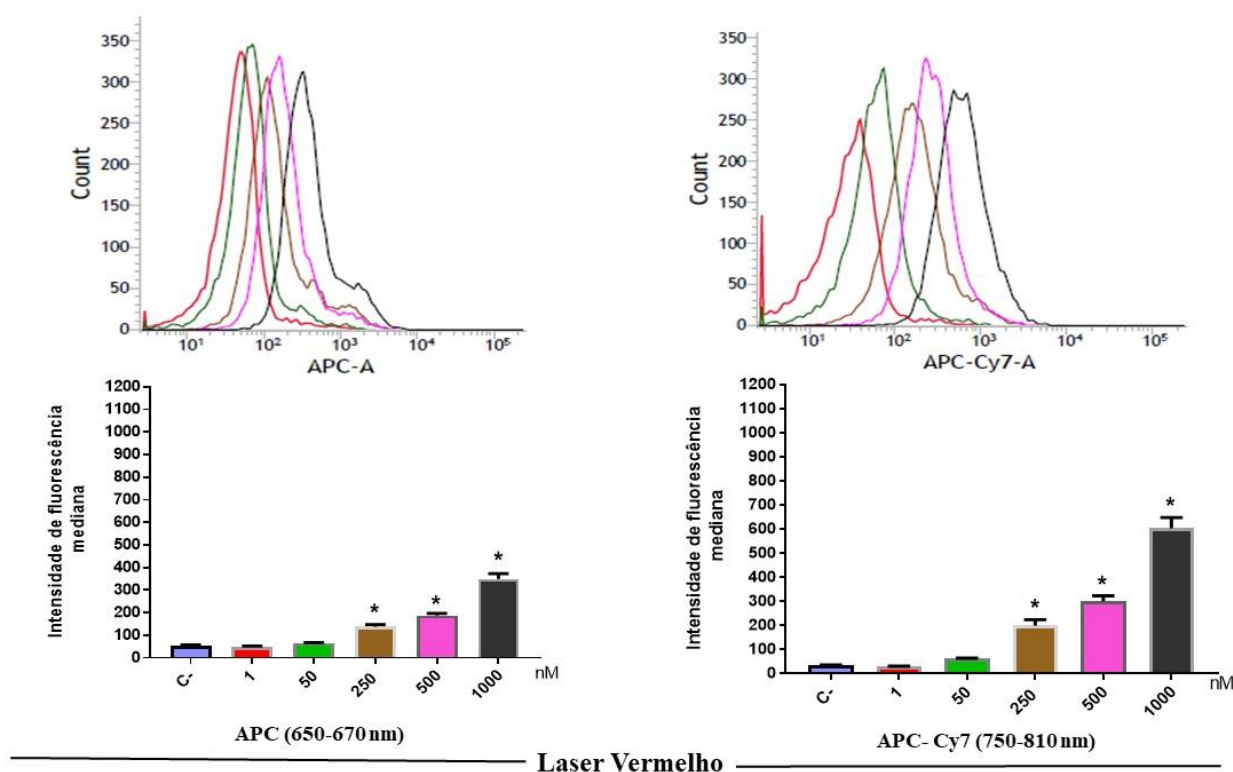 350
300
250
200
150
100
50
0
Count
10¹ 10² 10³ 10⁴ 10⁵
APC-A
350
300
250
200
150
100
50
0
Count
10¹ 10² 10³ 10⁴ 10⁵
APC-Cy7-A
Intensidade de fluorescência
mediana
1200
1100
1000
900
800
700
600
500
400
300
200
100
0
* * *
C- 1 50 250 500 1000 nM
APC (650-670 nm)
Intensidade de fluorescência
mediana
1200
1100
1000
900
800
700
600
500
400
300
200
100
0
* * *
C- 1 50 250 500 1000 nM
APC- Cy7 (750-810 nm)
Laser Vermelho